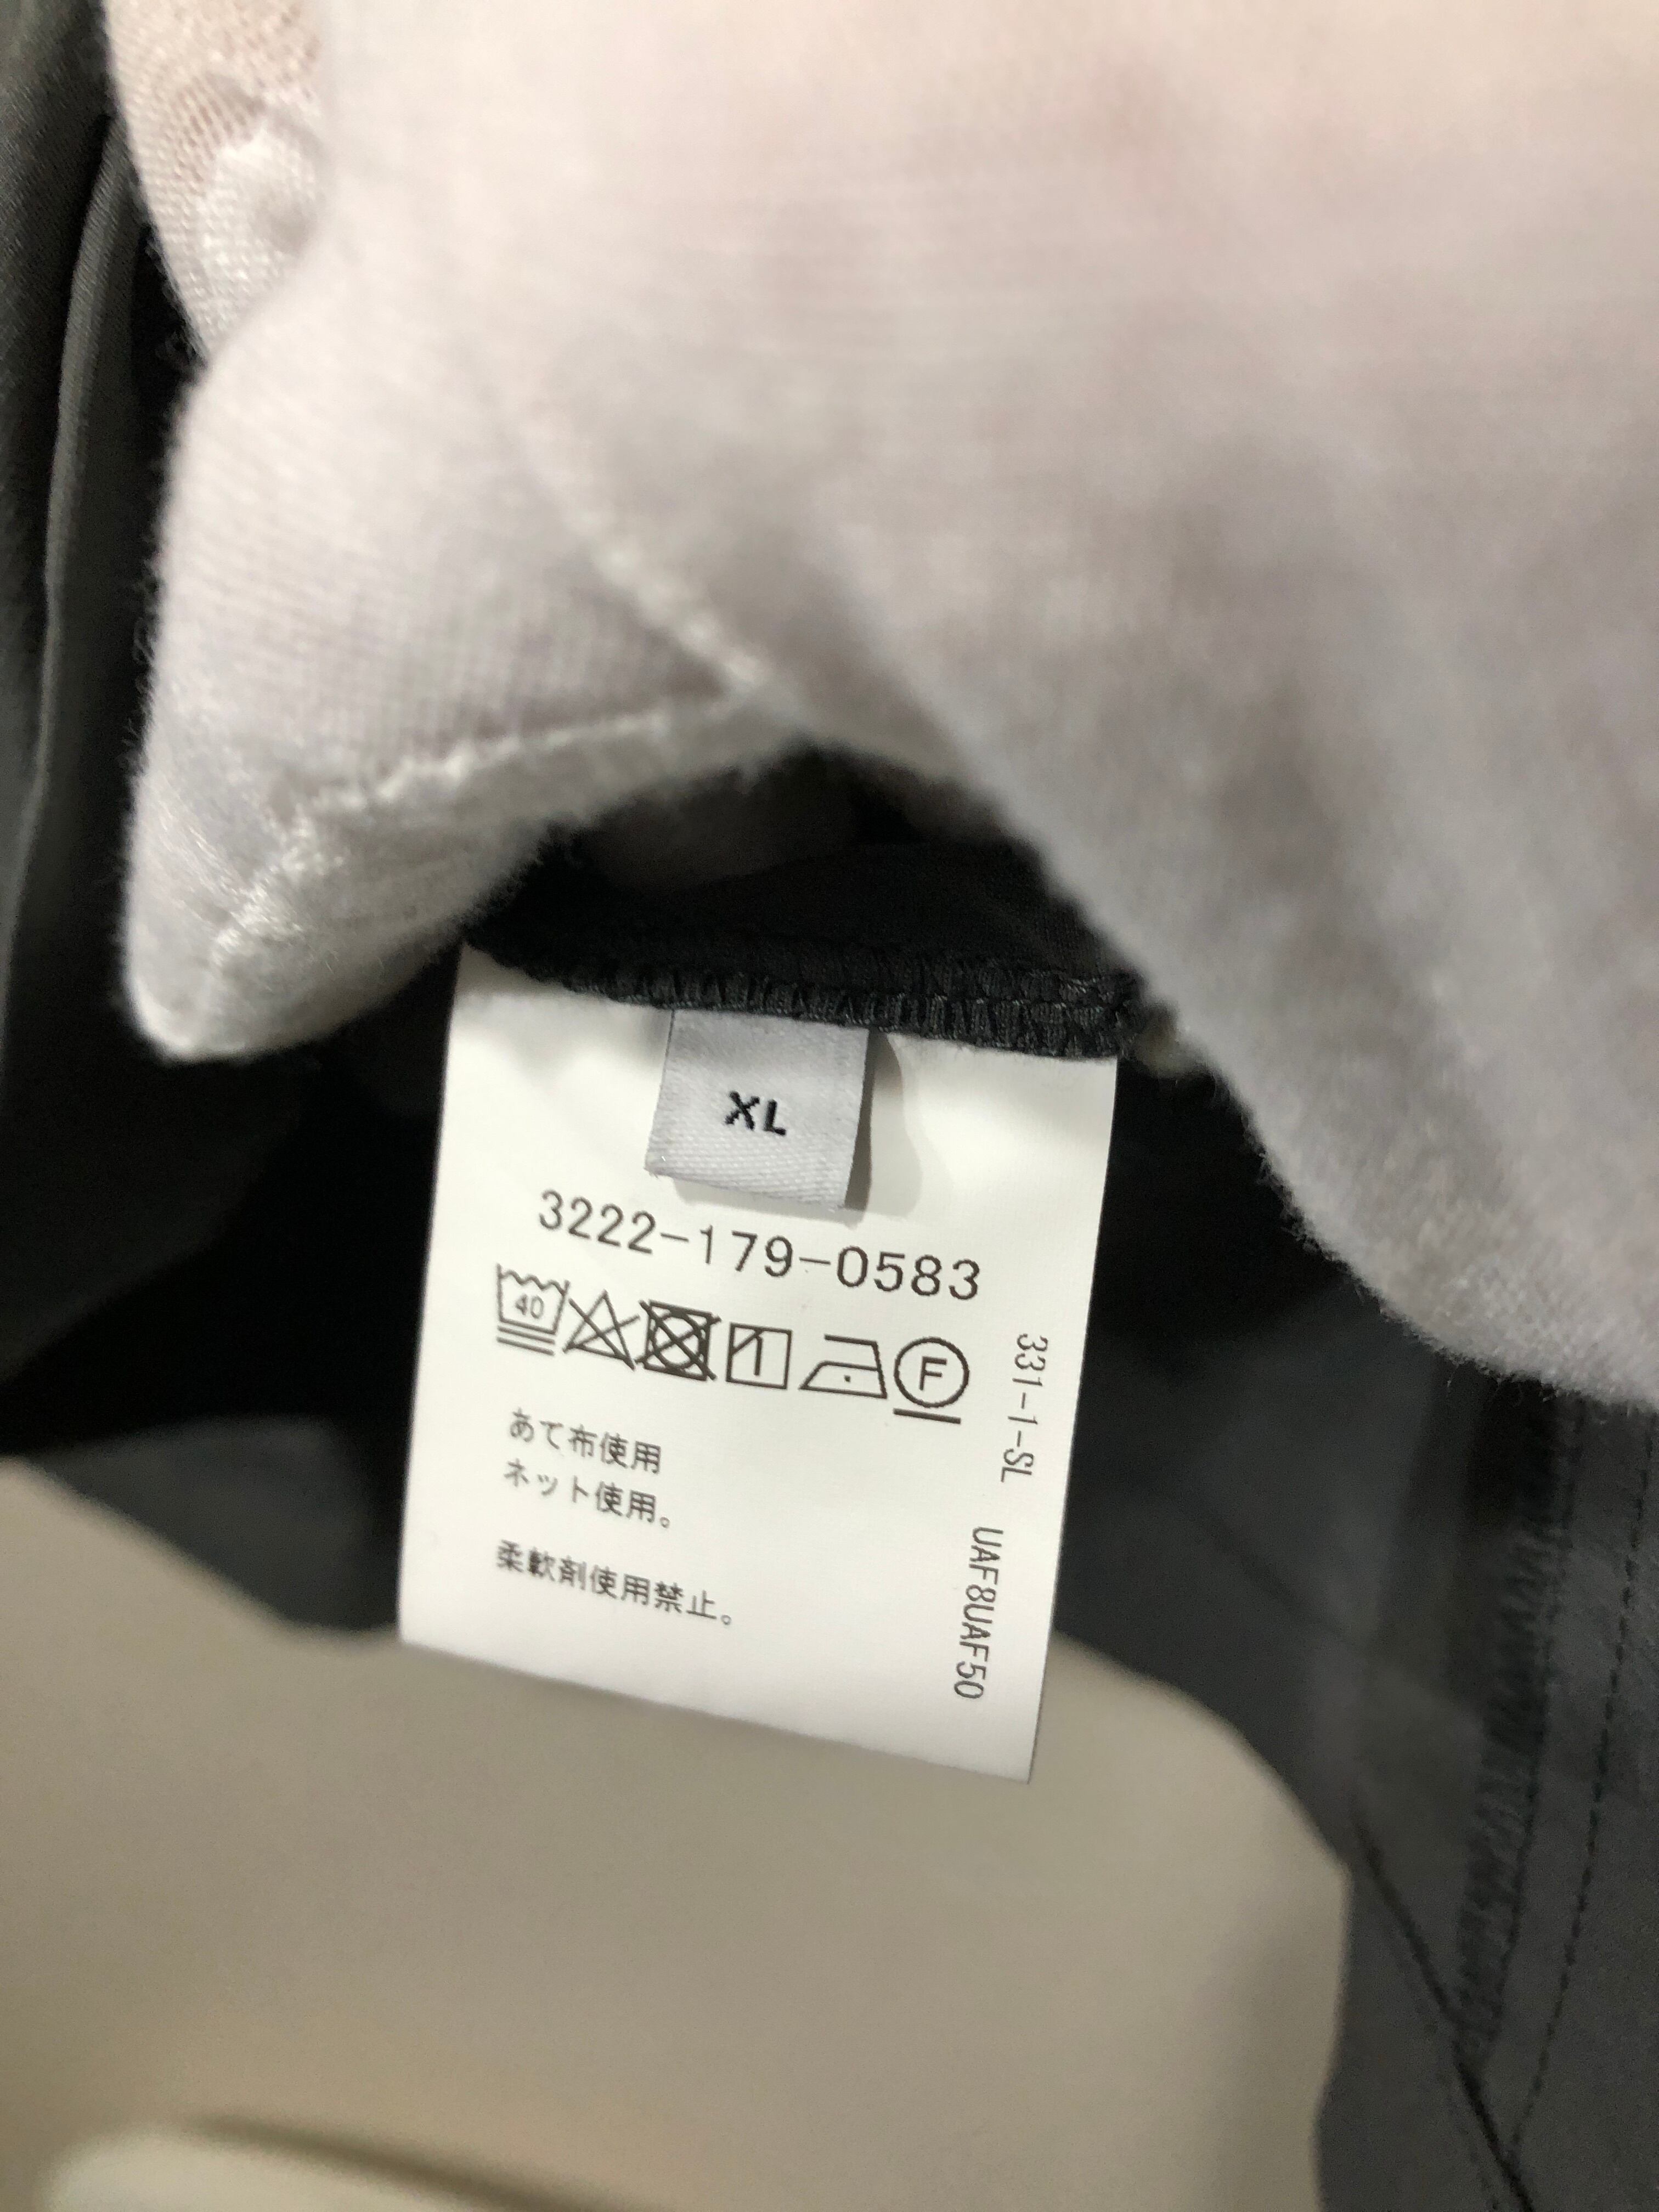 XL
3222-179-0583
40
F
あて布使用
ネット使用。
柔軟剤使用禁止。
331-1-SL
UAF8UAF50